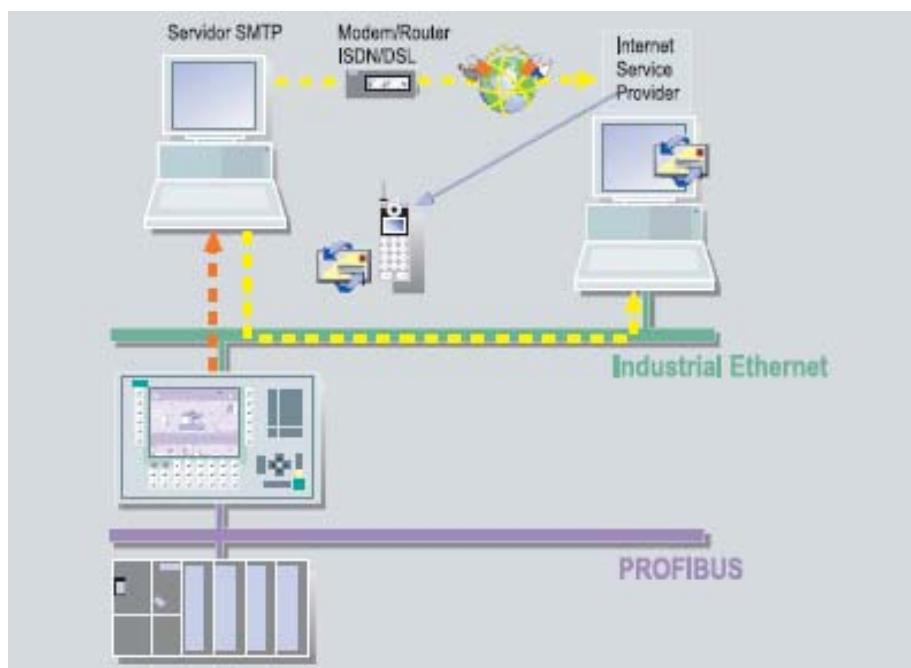 Servidor SMTP
Modem/Router
ISDN/DSL
Internet
Service
Provider
Industrial Ethernet
PROFIBUS